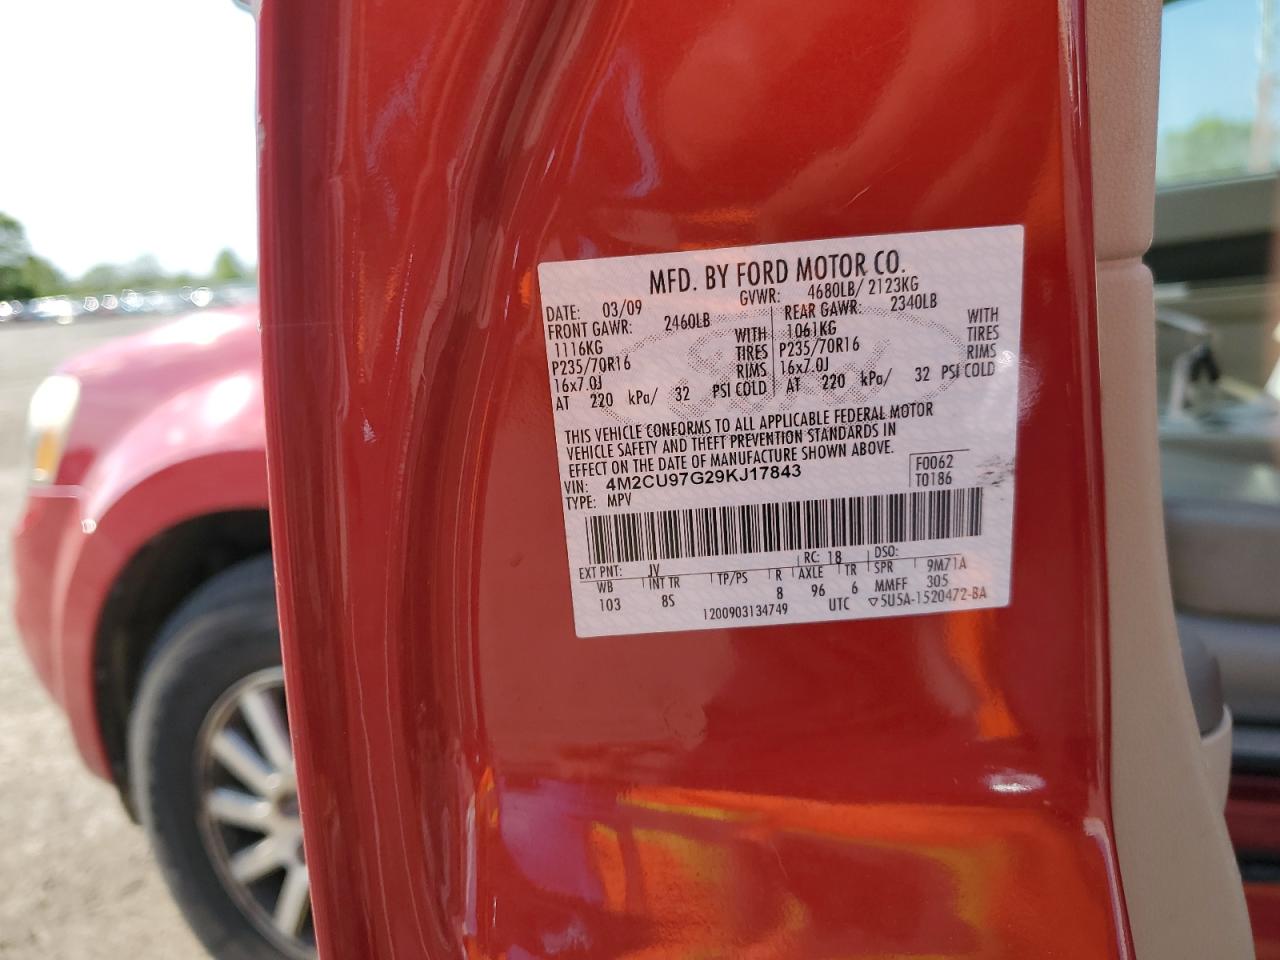 MFD. BY FORD MOTOR CO.
DATE: 03/09 GVWR: 4680LB/ 2123KG
FRONT GAWR: 2460LB REAR GAWR: 2340LB
1116KG WITH 1061KG WITH
P235/70R16 TIRES P235/70R16 TIRES
16x7.0J RIMS 16x7.0J RIMS
AT 220 kPa/ 32 PSI COLD AT 220 kPa/ 32 PSI COLD
THIS VEHICLE CONFORMS TO ALL APPLICABLE FEDERAL MOTOR
VEHICLE SAFETY AND THEFT PREVENTION STANDARDS IN
EFFECT ON THE DATE OF MANUFACTURE SHOWN ABOVE.
VIN: 4M2CU97G29KJ17843 F0062
TYPE: MPV T0186
EXT PNT: JV RC: 18 DSO:
WB INT TR TP/PS R AXLE TR SPR 9M71A
103 8S 8 96 6 MMFF 305
1200903134749 UTC ▽5U5A-1520472-BA